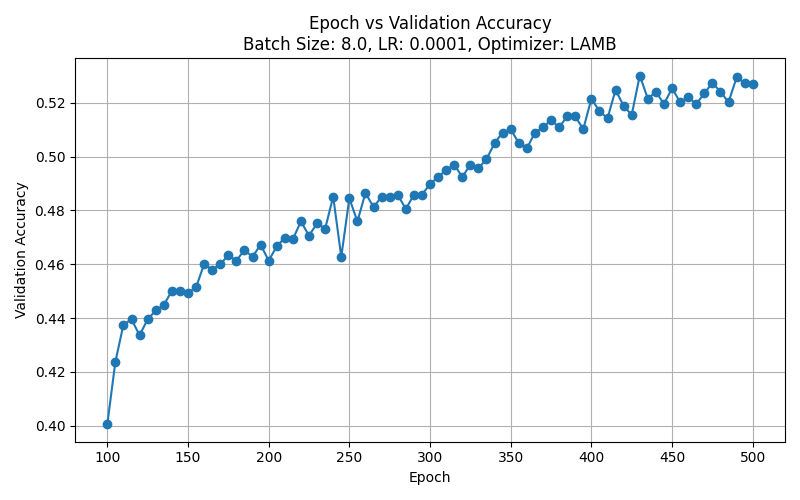 Epoch vs Validation Accuracy
Batch Size: 8.0, LR: 0.0001, Optimizer: LAMB
Validation Accuracy
0.52
0.50
0.48
0.46
0.44
0.42
0.40
100 150 200 250 300 350 400 450 500
Epoch